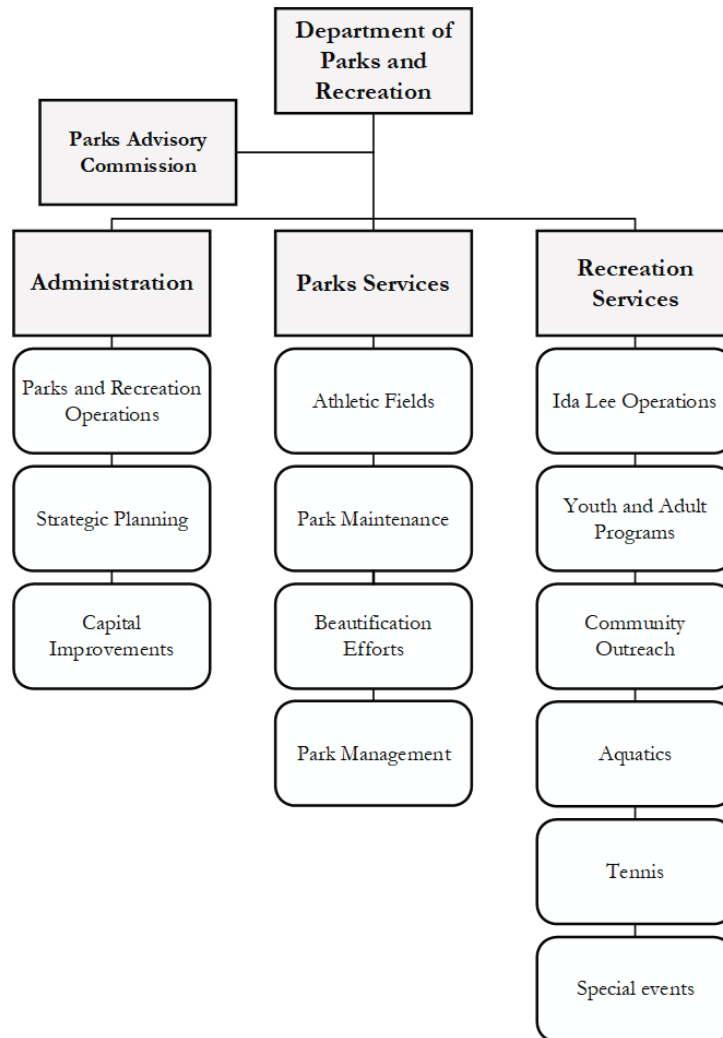 Department of
Parks and
Recreation
Parks Advisory
Commission
Administration
Parks and Recreation
Operations
Strategic Planning
Capital
Improvements
Parks Services
Athletic Fields
Park Maintenance
Beautification
Efforts
Park Management
Recreation
Services
Ida Lee Operations
Youth and Adult
Programs
Community
Outreach
Aquatics
Tennis
Special events